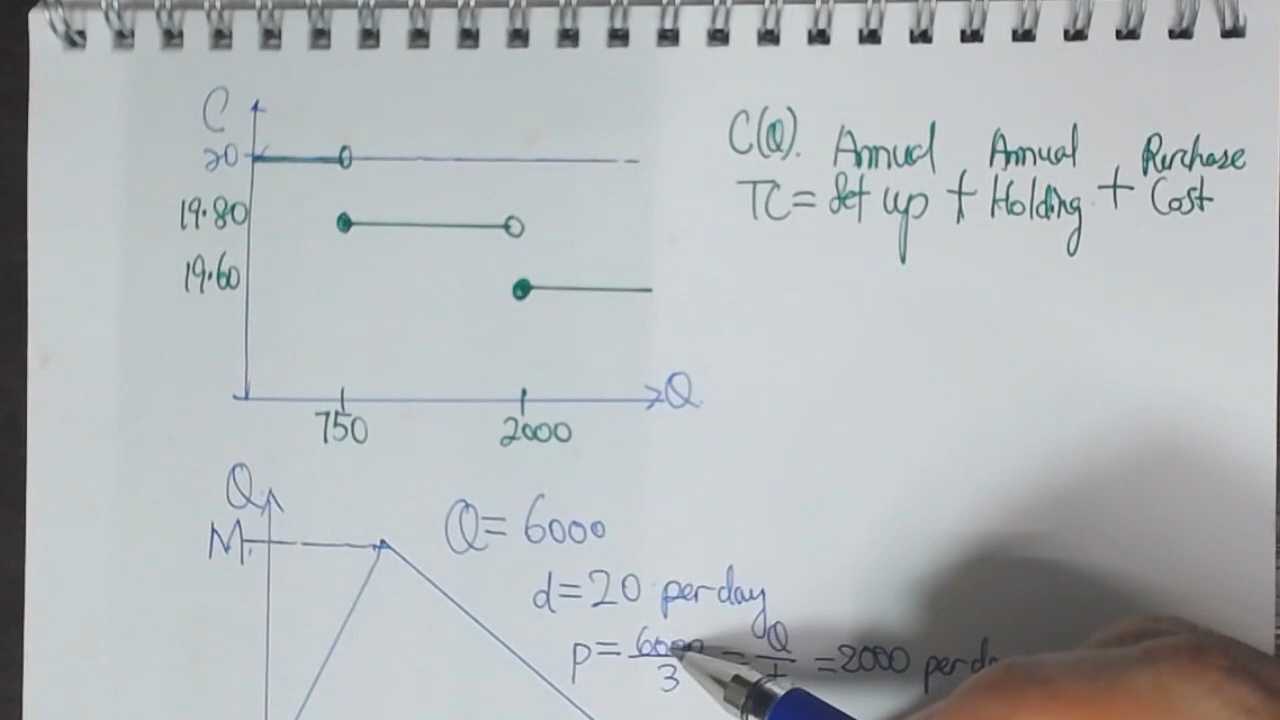 C
20
19.80
19.60
750 2000 Q
C(Q). Annual Annual Purchase
TC = Set up + Holding + Cost
Q
M.
Q = 6000
d = 20 per day
p = 6000/3 = Q/t = 2000 per